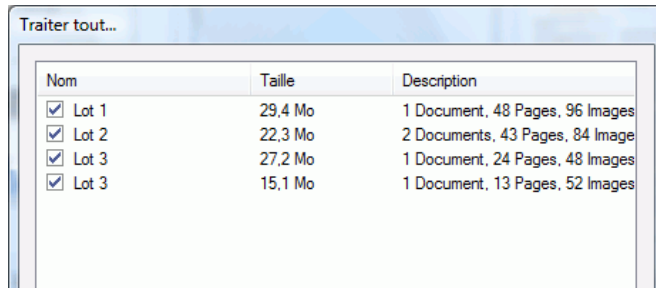 Traiter tout...
Nom Taille Description
Lot 1 29,4 Mo 1 Document, 48 Pages, 96 Images
Lot 2 22,3 Mo 2 Documents, 43 Pages, 84 Image
Lot 3 27,2 Mo 1 Document, 24 Pages, 48 Images
Lot 3 15,1 Mo 1 Document, 13 Pages, 52 Images